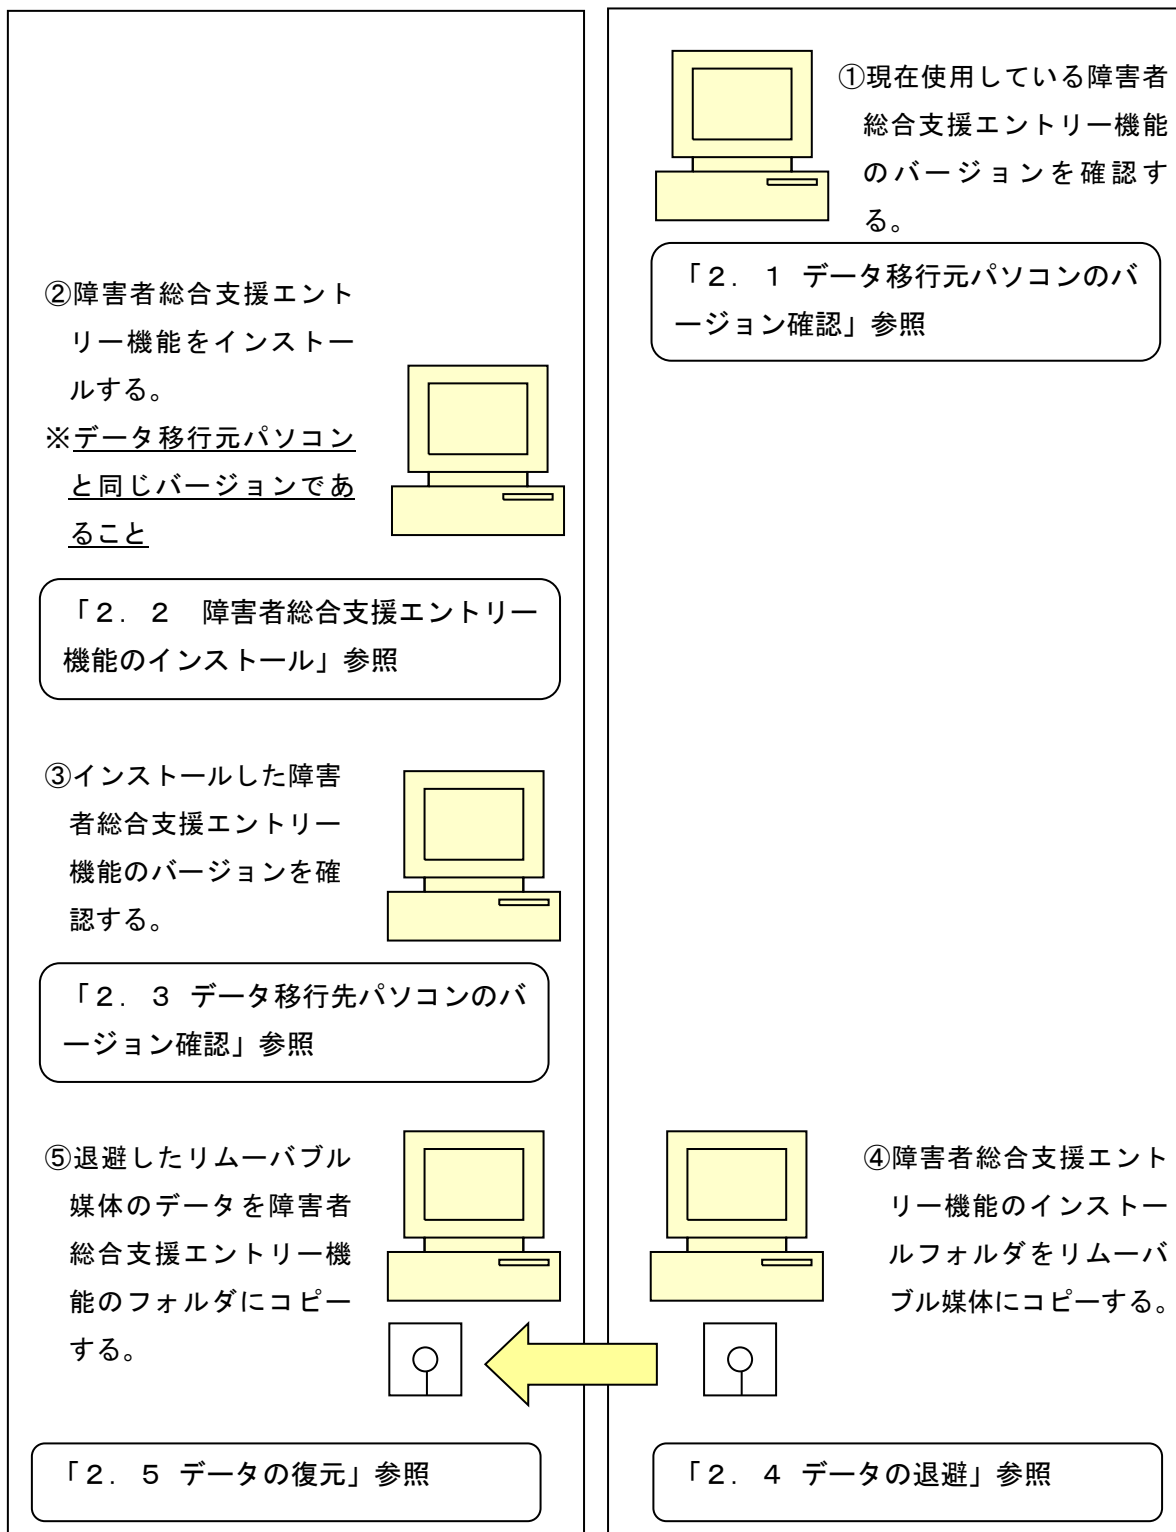 ①現在使用している障害者
総合支援エントリー機能
のバージョンを確認す
る。
「２．１ データ移行元パソコンのバ
ージョン確認」参照
②障害者総合支援エント
リー機能をインストー
ルする。
※データ移行元パソコン
と同じバージョンであ
ること
「２．２　障害者総合支援エントリー
機能のインストール」参照
③インストールした障害
者総合支援エントリー
機能のバージョンを確
認する。
「２．３ データ移行先パソコンのバ
ージョン確認」参照
④障害者総合支援エント
リー機能のインストー
ルフォルダをリムーバ
ブル媒体にコピーする。
「２．４ データの退避」参照
⑤退避したリムーバブル
媒体のデータを障害者
総合支援エントリー機
能のフォルダにコピー
する。
「２．５ データの復元」参照